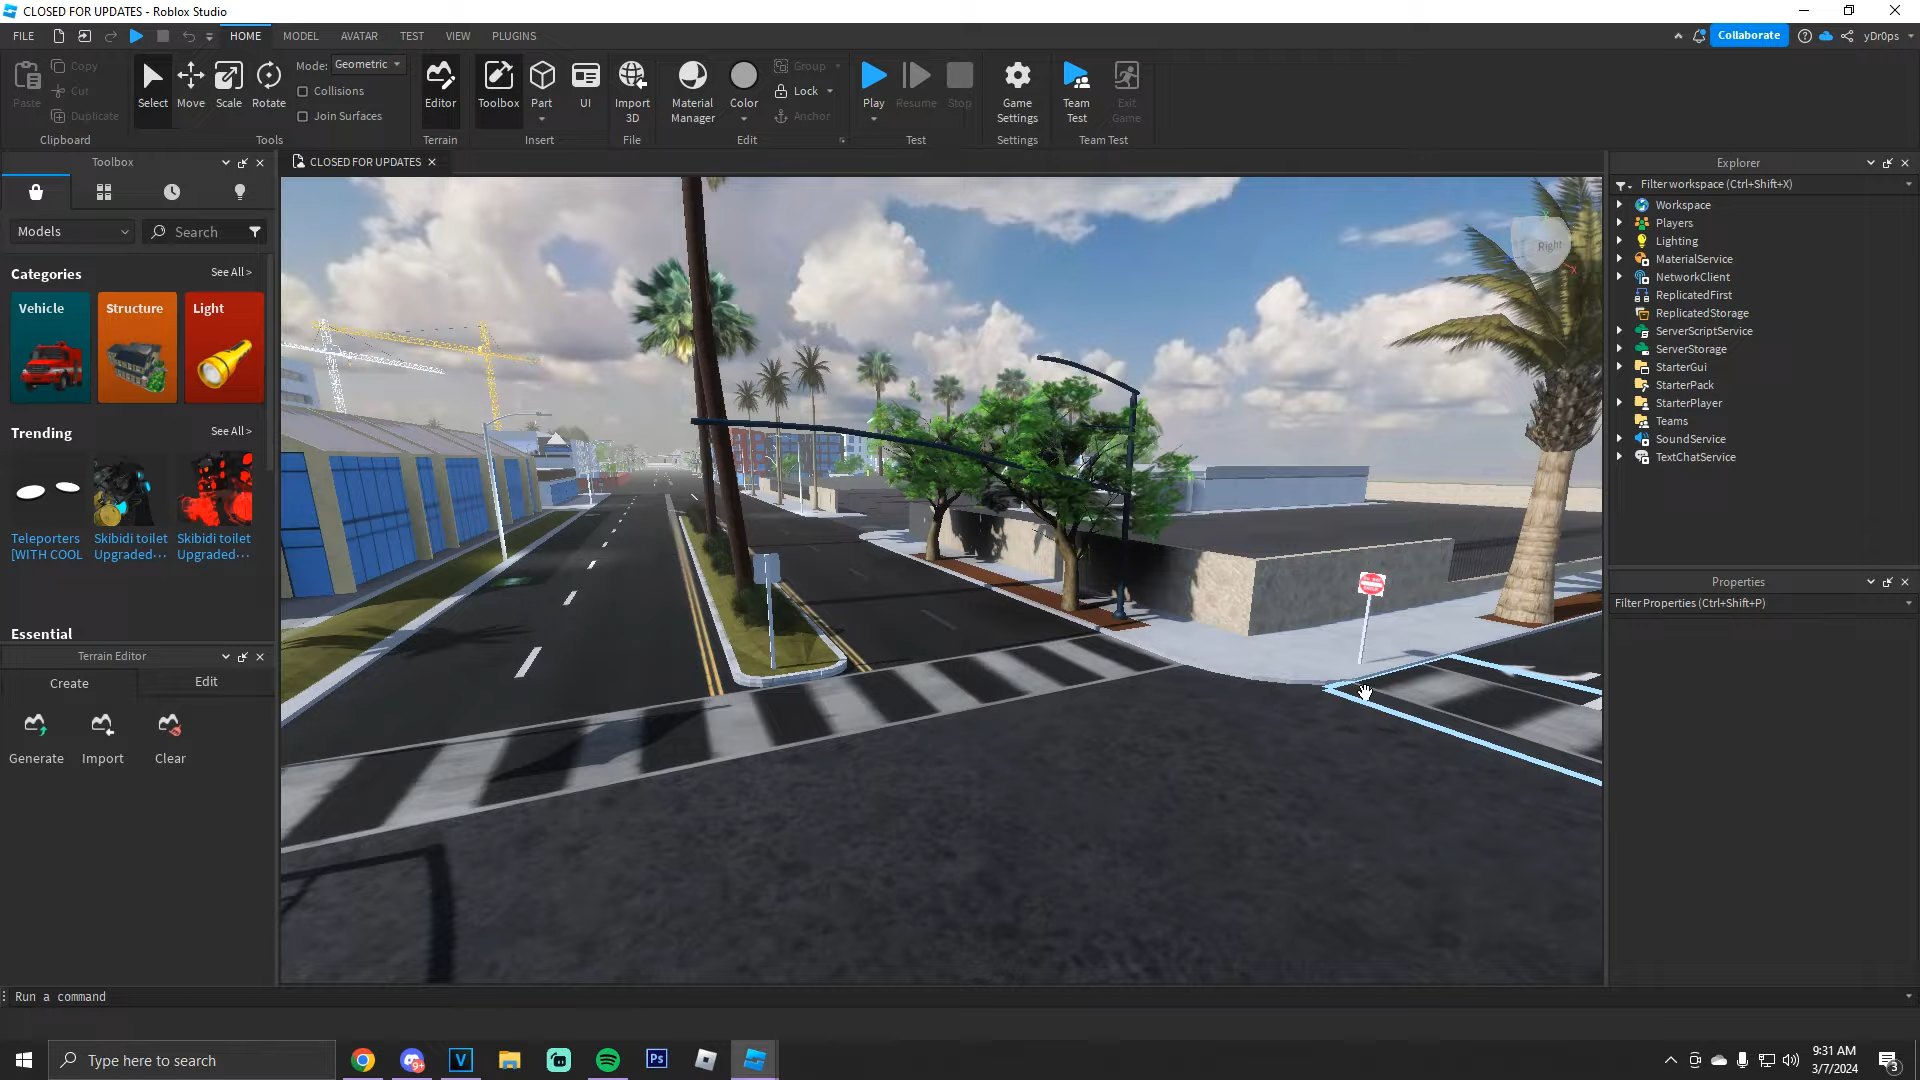 CLOSED FOR UPDATES - Roblox Studio
FILE HOME MODEL AVATAR TEST VIEW PLUGINS Collaborate yDr0ps
Paste Copy Cut Duplicate
Clipboard
Select Move Scale Rotate
Mode: Geometric
Collisions
Join Surfaces
Tools
Editor
Terrain
Toolbox Part UI
Insert
Import 3D
File
Material Manager
Color
Group
Lock
Anchor
Edit
Play Resume Stop
Test
Game Settings
Settings
Team Test
Exit Game
Team Test
Toolbox
Models
Search
Categories See All >
Vehicle Structure Light
Trending See All >
Teleporters [WITH COOL
Skibidi toilet Upgraded...
Skibidi toilet Upgraded...
Essential
Terrain Editor
Create Edit
Generate Import Clear
CLOSED FOR UPDATES
Right
Explorer
Filter workspace (Ctrl+Shift+X)
Workspace
Players
Lighting
MaterialService
NetworkClient
ReplicatedFirst
ReplicatedStorage
ServerScriptService
ServerStorage
StarterGui
StarterPack
StarterPlayer
Teams
SoundService
TextChatService
Properties
Filter Properties (Ctrl+Shift+P)
Run a command
Type here to search
9+
V
Ps
9:31 AM
3/7/2024
3